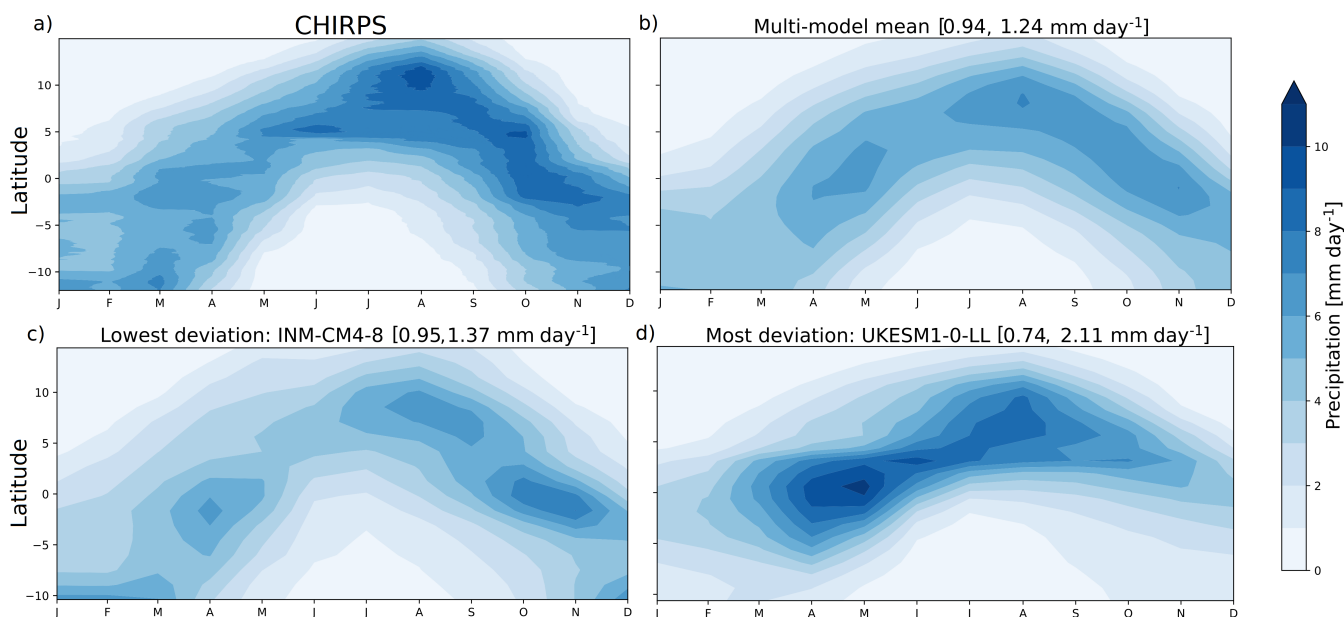 a)
CHIRPS
b)
Multi-model mean [0.94, 1.24 mm day-1]
Latitude
10
5
0
−5
−10
J F M A M J J A S O N D
J F M A M J J A S O N D
c)
Lowest deviation: INM-CM4-8 [0.95,1.37 mm day-1]
d)
Most deviation: UKESM1-0-LL [0.74, 2.11 mm day-1]
Latitude
10
5
0
−5
−10
J F M A M J J A S O N D
J F M A M J J A S O N D
10
8
6
4
2
0
Precipitation [mm day-1]